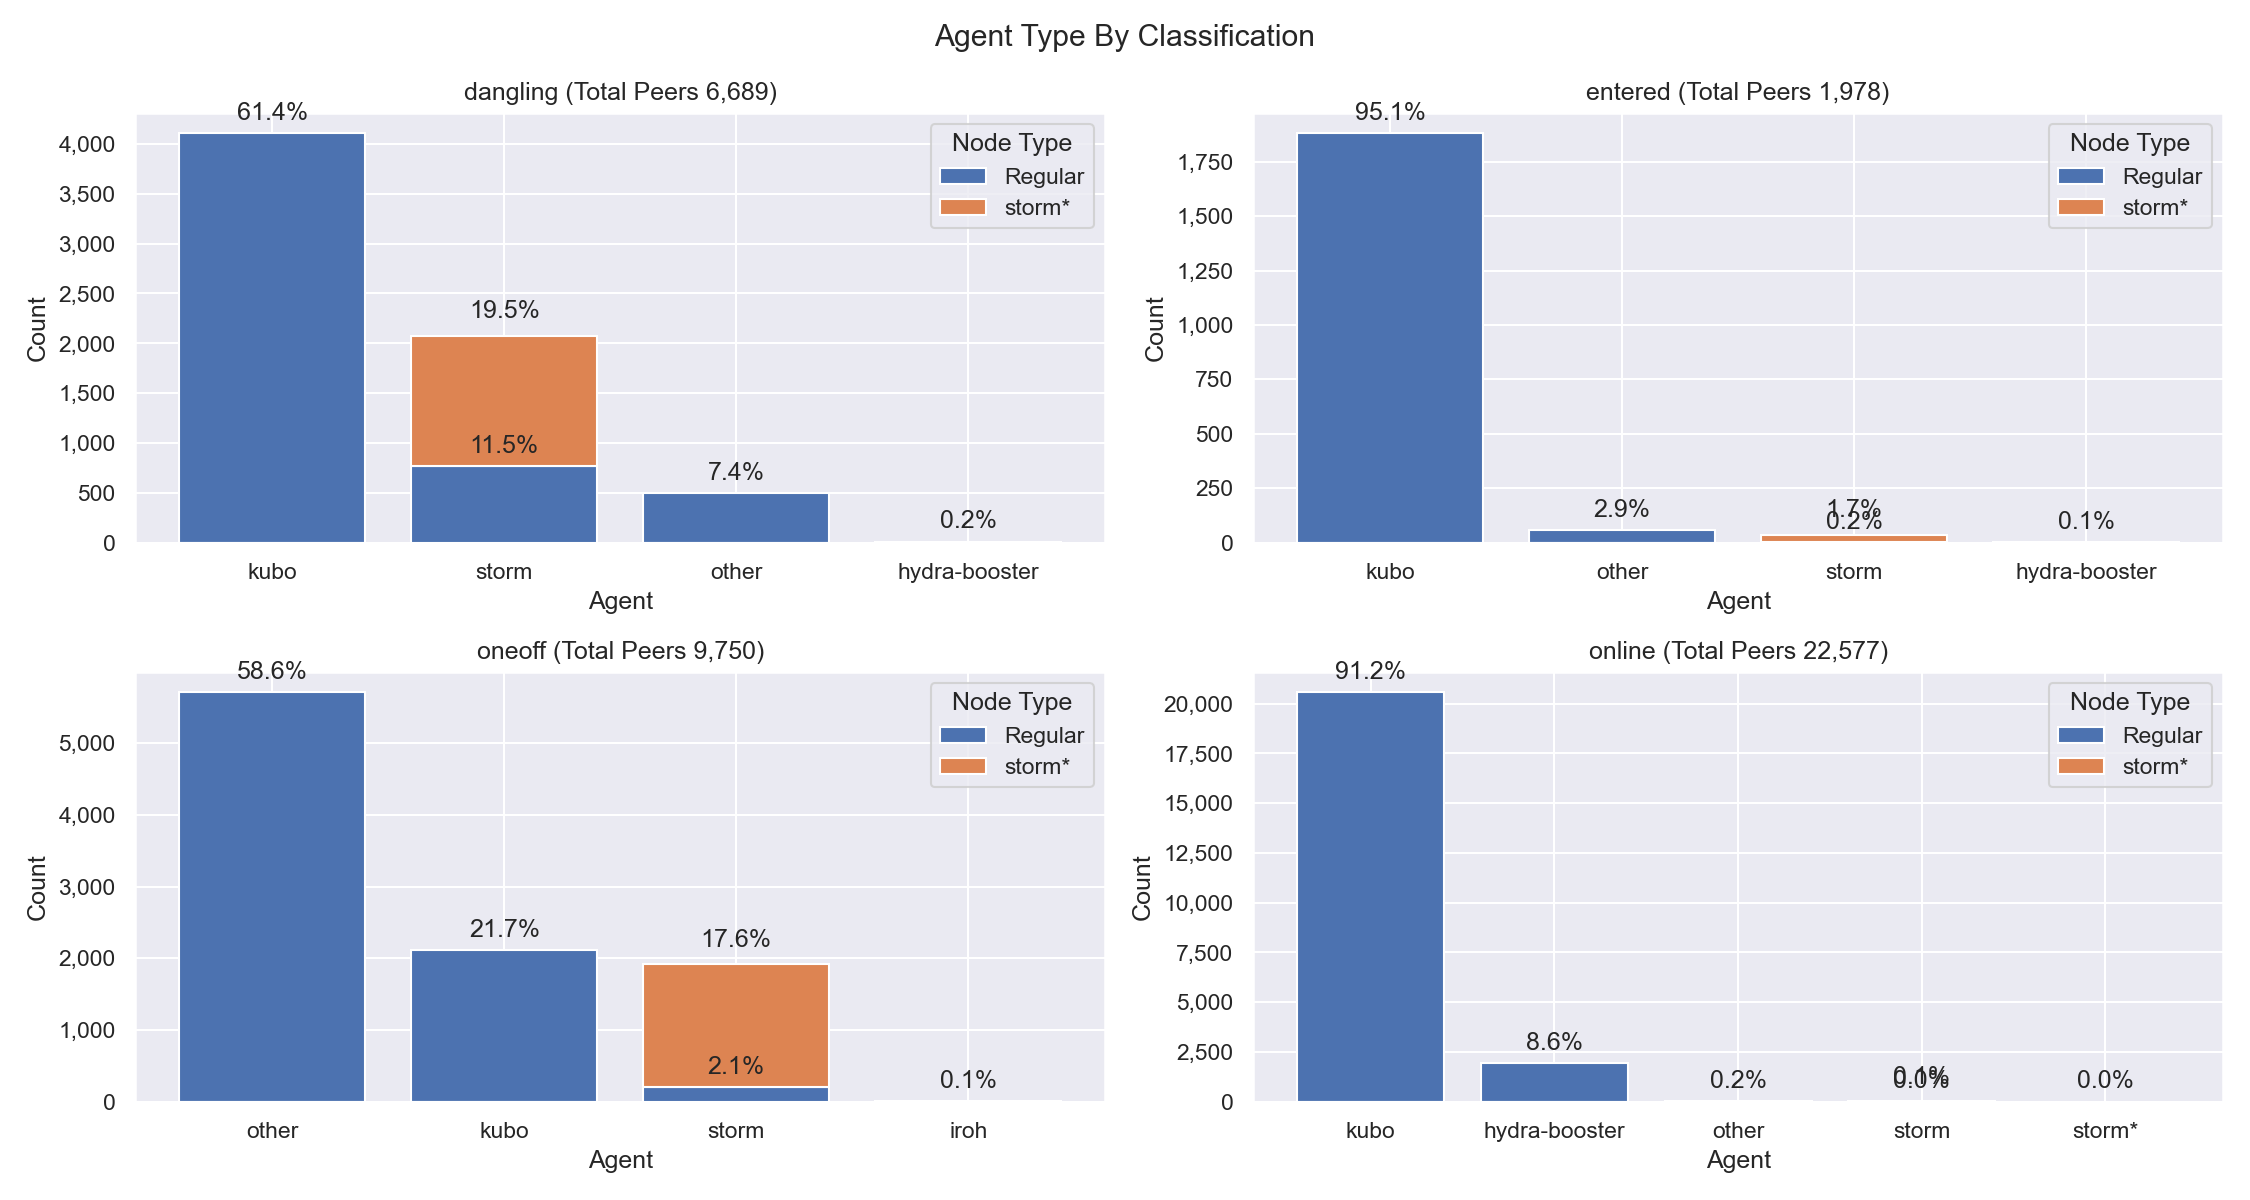 Agent Type By Classification
dangling (Total Peers 6,689)
61.4%
19.5%
11.5%
7.4%
0.2%
Node Type
Regular
storm*
Count
4,000
3,500
3,000
2,500
2,000
1,500
1,000
500
0
kubo
storm
other
hydra-booster
Agent
entered (Total Peers 1,978)
95.1%
2.9%
1.7%
0.2%
0.1%
Node Type
Regular
storm*
Count
1,750
1,500
1,250
1,000
750
500
250
0
kubo
other
storm
hydra-booster
Agent
oneoff (Total Peers 9,750)
58.6%
21.7%
17.6%
2.1%
0.1%
Node Type
Regular
storm*
Count
5,000
4,000
3,000
2,000
1,000
0
other
kubo
storm
iroh
Agent
online (Total Peers 22,577)
91.2%
8.6%
0.2%
0.1%
0.0%
0.0%
Node Type
Regular
storm*
Count
20,000
17,500
15,000
12,500
10,000
7,500
5,000
2,500
0
kubo
hydra-booster
other
storm
storm*
Agent